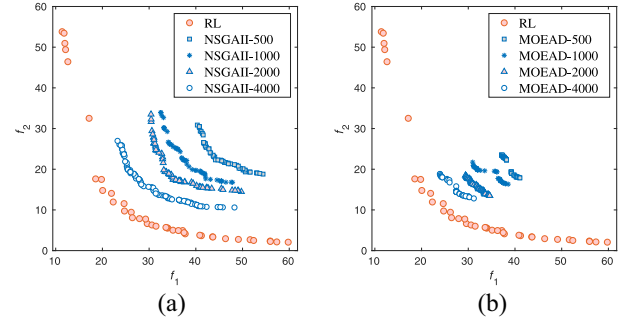 60
50
40
30
20
10
0
f2
10 20 30 40 50 60
f1
RL
NSGAII-500
NSGAII-1000
NSGAII-2000
NSGAII-4000
(a)
60
50
40
30
20
10
0
f2
10 20 30 40 50 60
f1
RL
MOEAD-500
MOEAD-1000
MOEAD-2000
MOEAD-4000
(b)